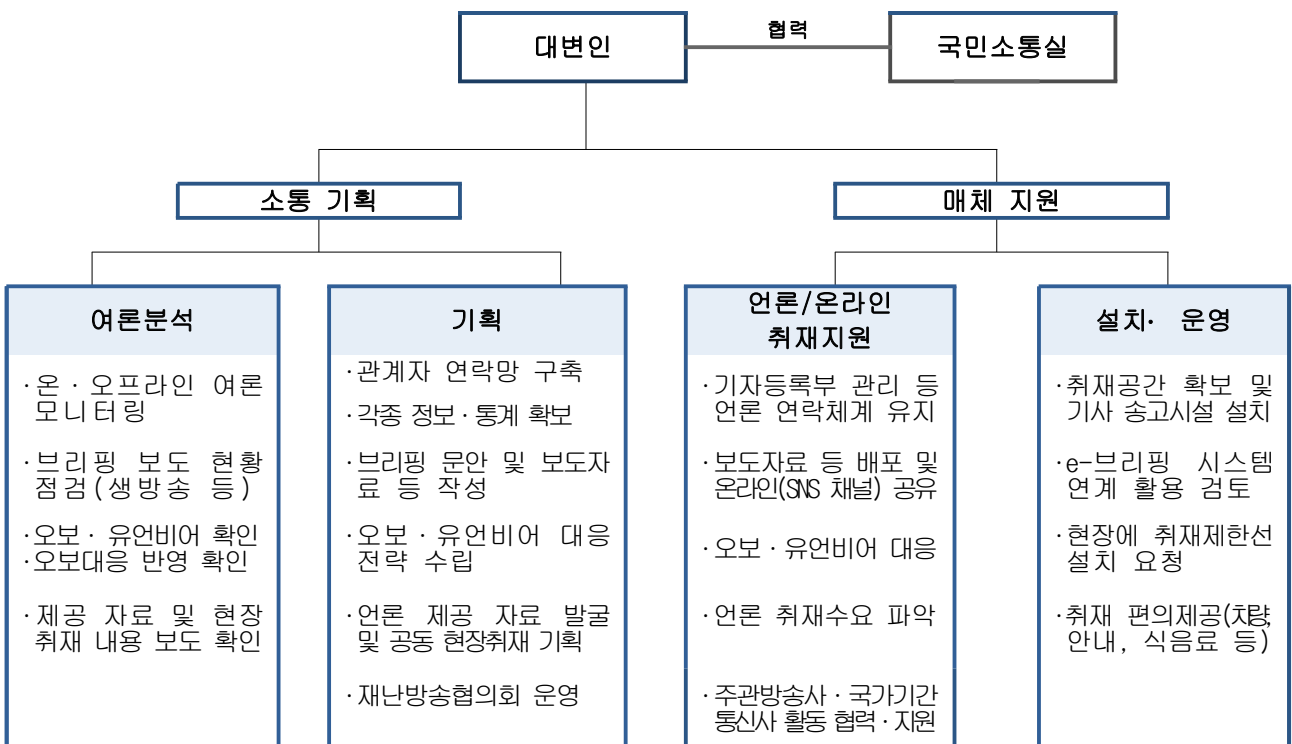 대변인
협력
국민소통실
소통 기획
매체 지원
여론분석
·온·오프라인 여론
모니터링
·브리핑 보도 현황
점검(생방송 등)
·오보· 유언비어 확인
·오보대응 반영 확인
·제공 자료 및 현장
취재 내용 보도 확인
기획
·관계자 연락망 구축
·각종 정보·통계 확보
·브리핑 문안 및 보도자
료 등 작성
·오보·유언비어 대응
전략 수립
·언론 제공 자료 발굴
및 공동 현장취재 기획
·재난방송협의회 운영
언론/온라인
취재지원
·기자등록부 관리 등
언론 연락체계 유지
·보도자료 등 배포 및
온라인(SNS 채널) 공유
·오보·유언비어 대응
·언론 취재수요 파악
·주관방송사·국가기간
통신사 활동 협력·지원
설치· 운영
·취재공간 확보 및
기사 송고시설 설치
·e-브리핑 시스템
연계 활용 검토
·현장에 취재제한선
설치 요청
·취재 편의제공(차량,
안내, 식음료 등)